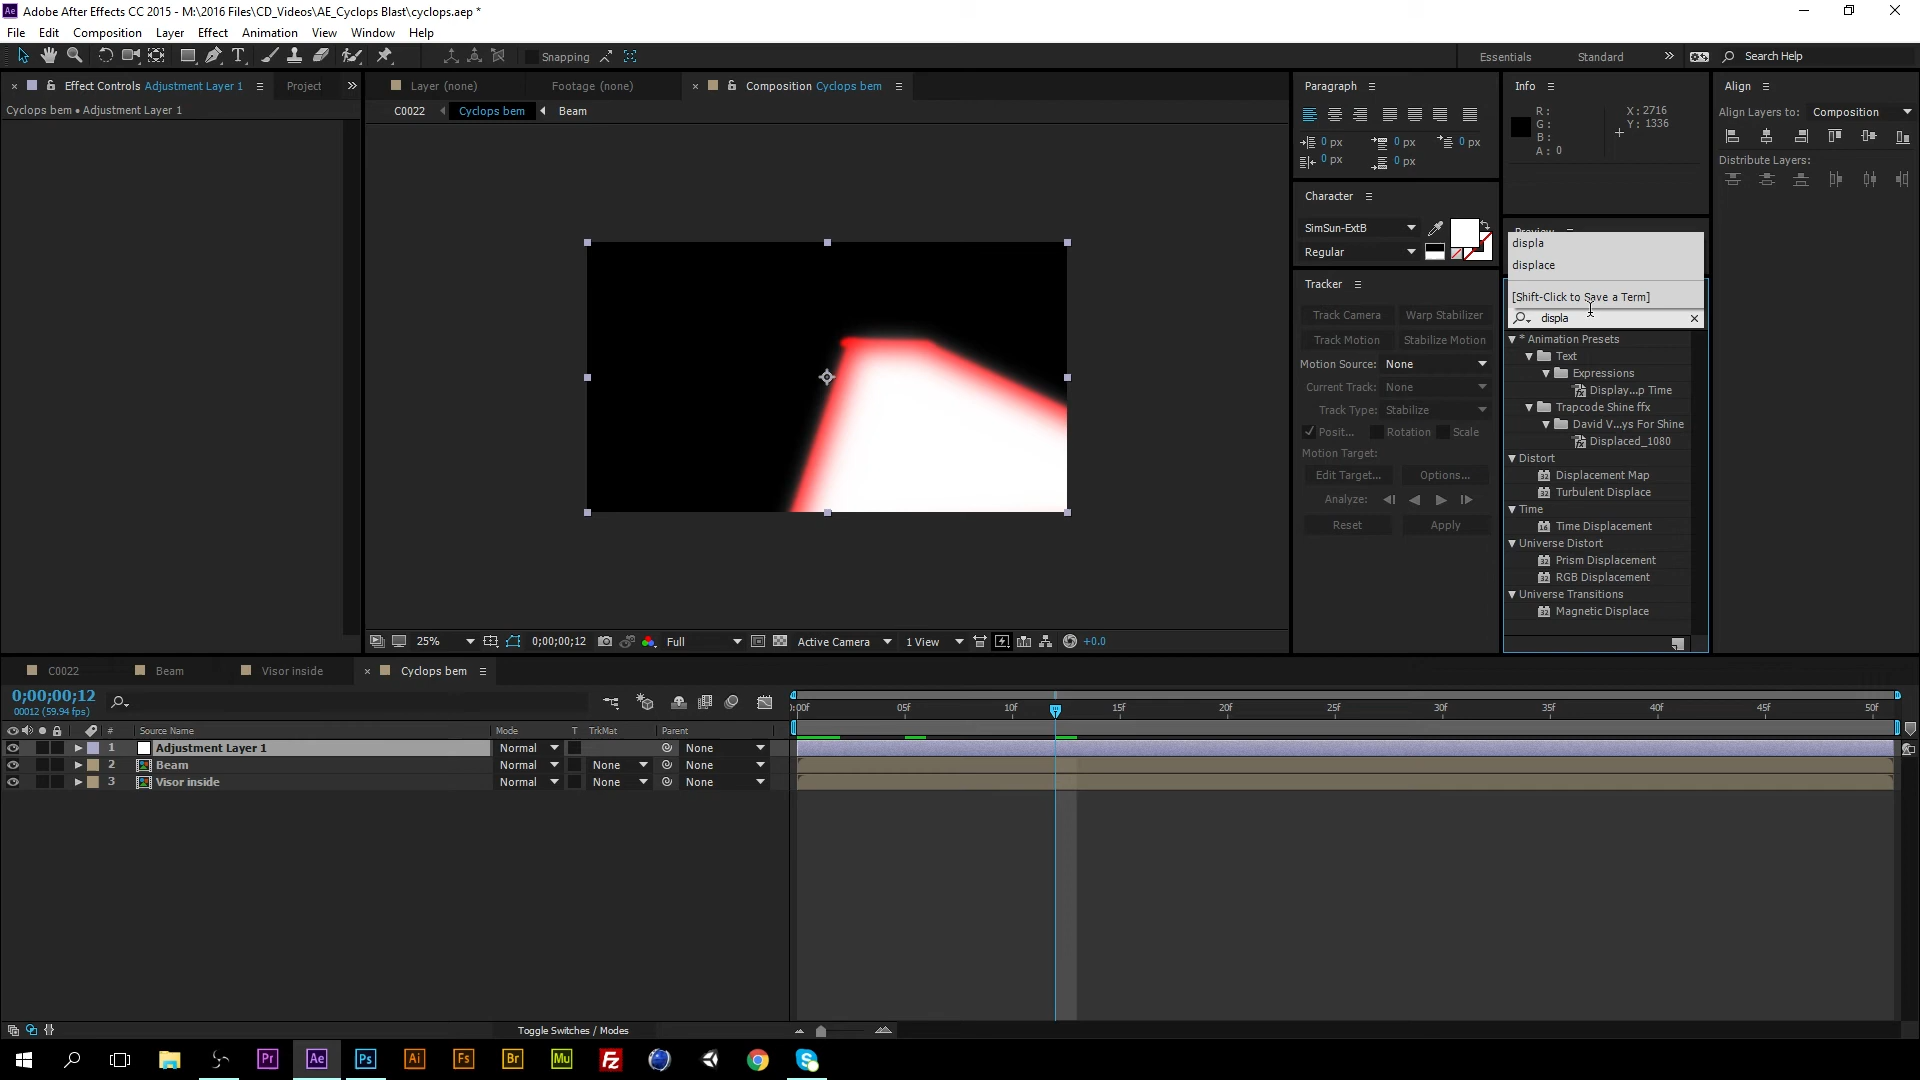 Adobe After Effects CC 2015 - M:\2016 Files\CD_Videos\AE_Cyclops Blast\cyclops.aep *
File Edit Composition Layer Effect Animation View Window Help
Snapping
Essentials Standard Search Help
Effect Controls Adjustment Layer 1 Project
Layer (none) Footage (none) Composition Cyclops bem
Cyclops bem • Adjustment Layer 1
C0022 Cyclops bem Beam
Paragraph
0 px 0 px 0 px
0 px 0 px
Character
SimSun-ExtB
Regular
Tracker
Track Camera Warp Stabilizer
Track Motion Stabilize Motion
Motion Source: None
Current Track: None
Track Type: Stabilize
Posit... Rotation Scale
Motion Target:
Edit Target... Options...
Analyze:
Reset Apply
Info
R: X: 2716
G: Y: 1336
B:
A: 0
Preview
displa
displace
[Shift-Click to Save a Term]
displa
* Animation Presets
Text
Expressions
Display...p Time
Trapcode Shine ffx
David V...ys For Shine
Displaced_1080
Distort
Displacement Map
Turbulent Displace
Time
Time Displacement
Universe Distort
Prism Displacement
RGB Displacement
Universe Transitions
Magnetic Displace
Align
Align Layers to: Composition
Distribute Layers:
25% 0;00;00;12 Full Active Camera 1 View +0.0
C0022 Beam Visor inside Cyclops bem
0;00;00;12
00012 (59.94 fps)
# Source Name Mode T TrkMat Parent
1 Adjustment Layer 1 Normal None
2 Beam Normal None None
3 Visor inside Normal None None
):00f 05f 10f 15f 20f 25f 30f 35f 40f 45f 50f
Toggle Switches / Modes
Pr Ae Ps Ai Fs Br Mu Fz